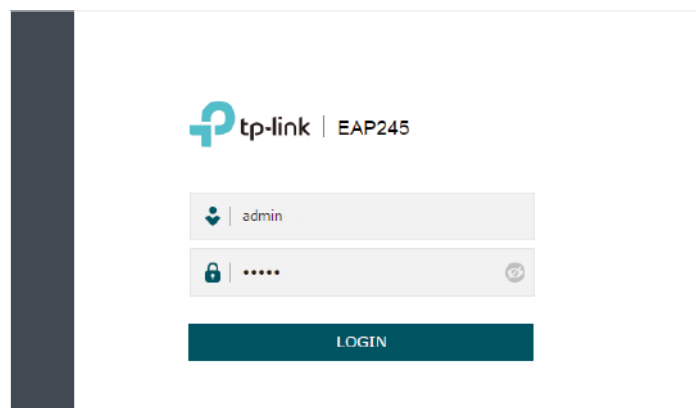 tp-link | EAP245
admin
•••••
LOGIN